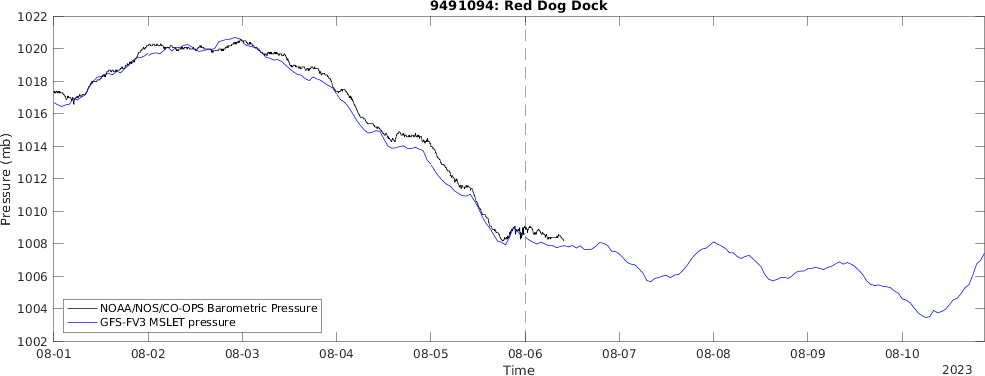 9491094: Red Dog Dock
1022
1020
1018
1016
1014
1012
1010
1008
1006
1004
1002
Pressure (mb)
NOAA/NOS/CO-OPS Barometric Pressure
GFS-FV3 MSLET pressure
08-01 08-02 08-03 08-04 08-05 08-06 08-07 08-08 08-09 08-10
Time
2023